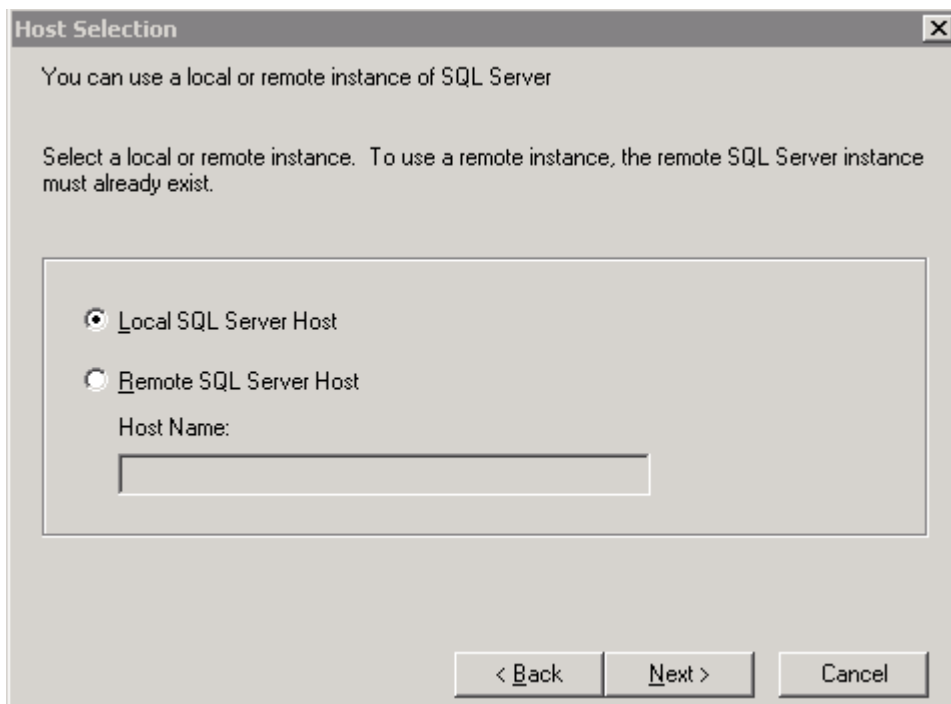 Host Selection
You can use a local or remote instance of SQL Server
Select a local or remote instance.  To use a remote instance, the remote SQL Server instance
must already exist.
Local SQL Server Host
Remote SQL Server Host
Host Name:
< Back
Next >
Cancel